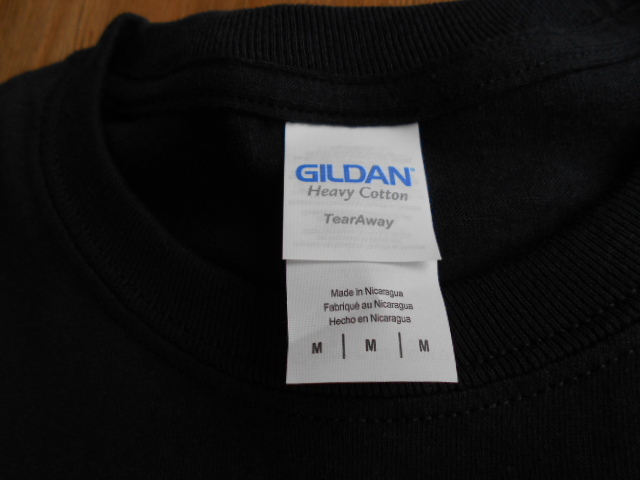 GILDAN®
Heavy Cotton
TearAway
Made in Nicaragua
Fabriqué au Nicaragua
Hecho en Nicaragua
M | M | M